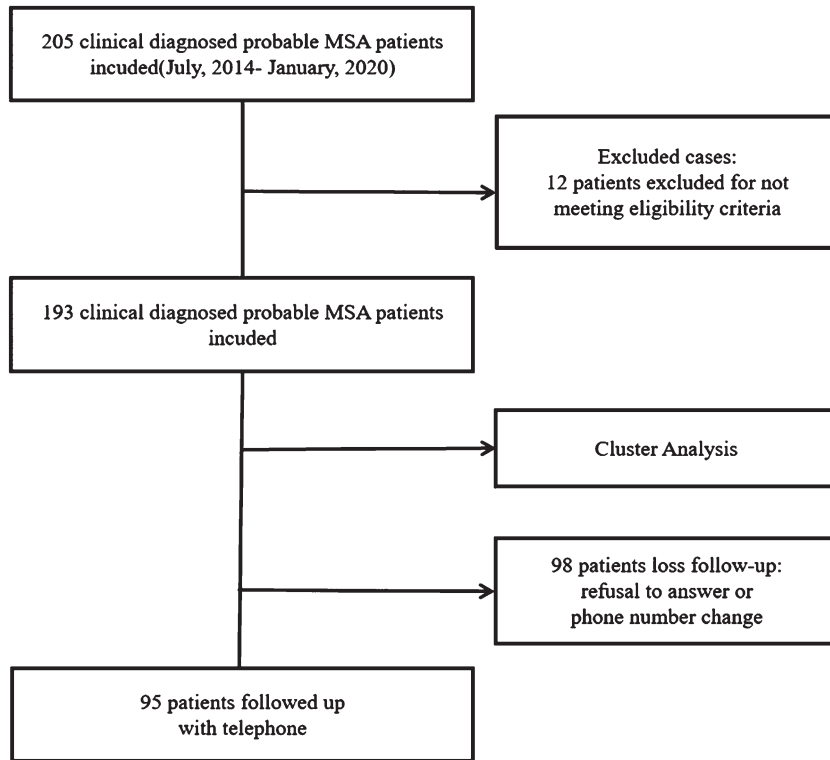 205 clinical diagnosed probable MSA patients
incuded(July, 2014- January, 2020)
Excluded cases:
12 patients excluded for not
meeting eligibility criteria
193 clinical diagnosed probable MSA patients
incuded
Cluster Analysis
98 patients loss follow-up:
refusal to answer or
phone number change
95 patients followed up
with telephone